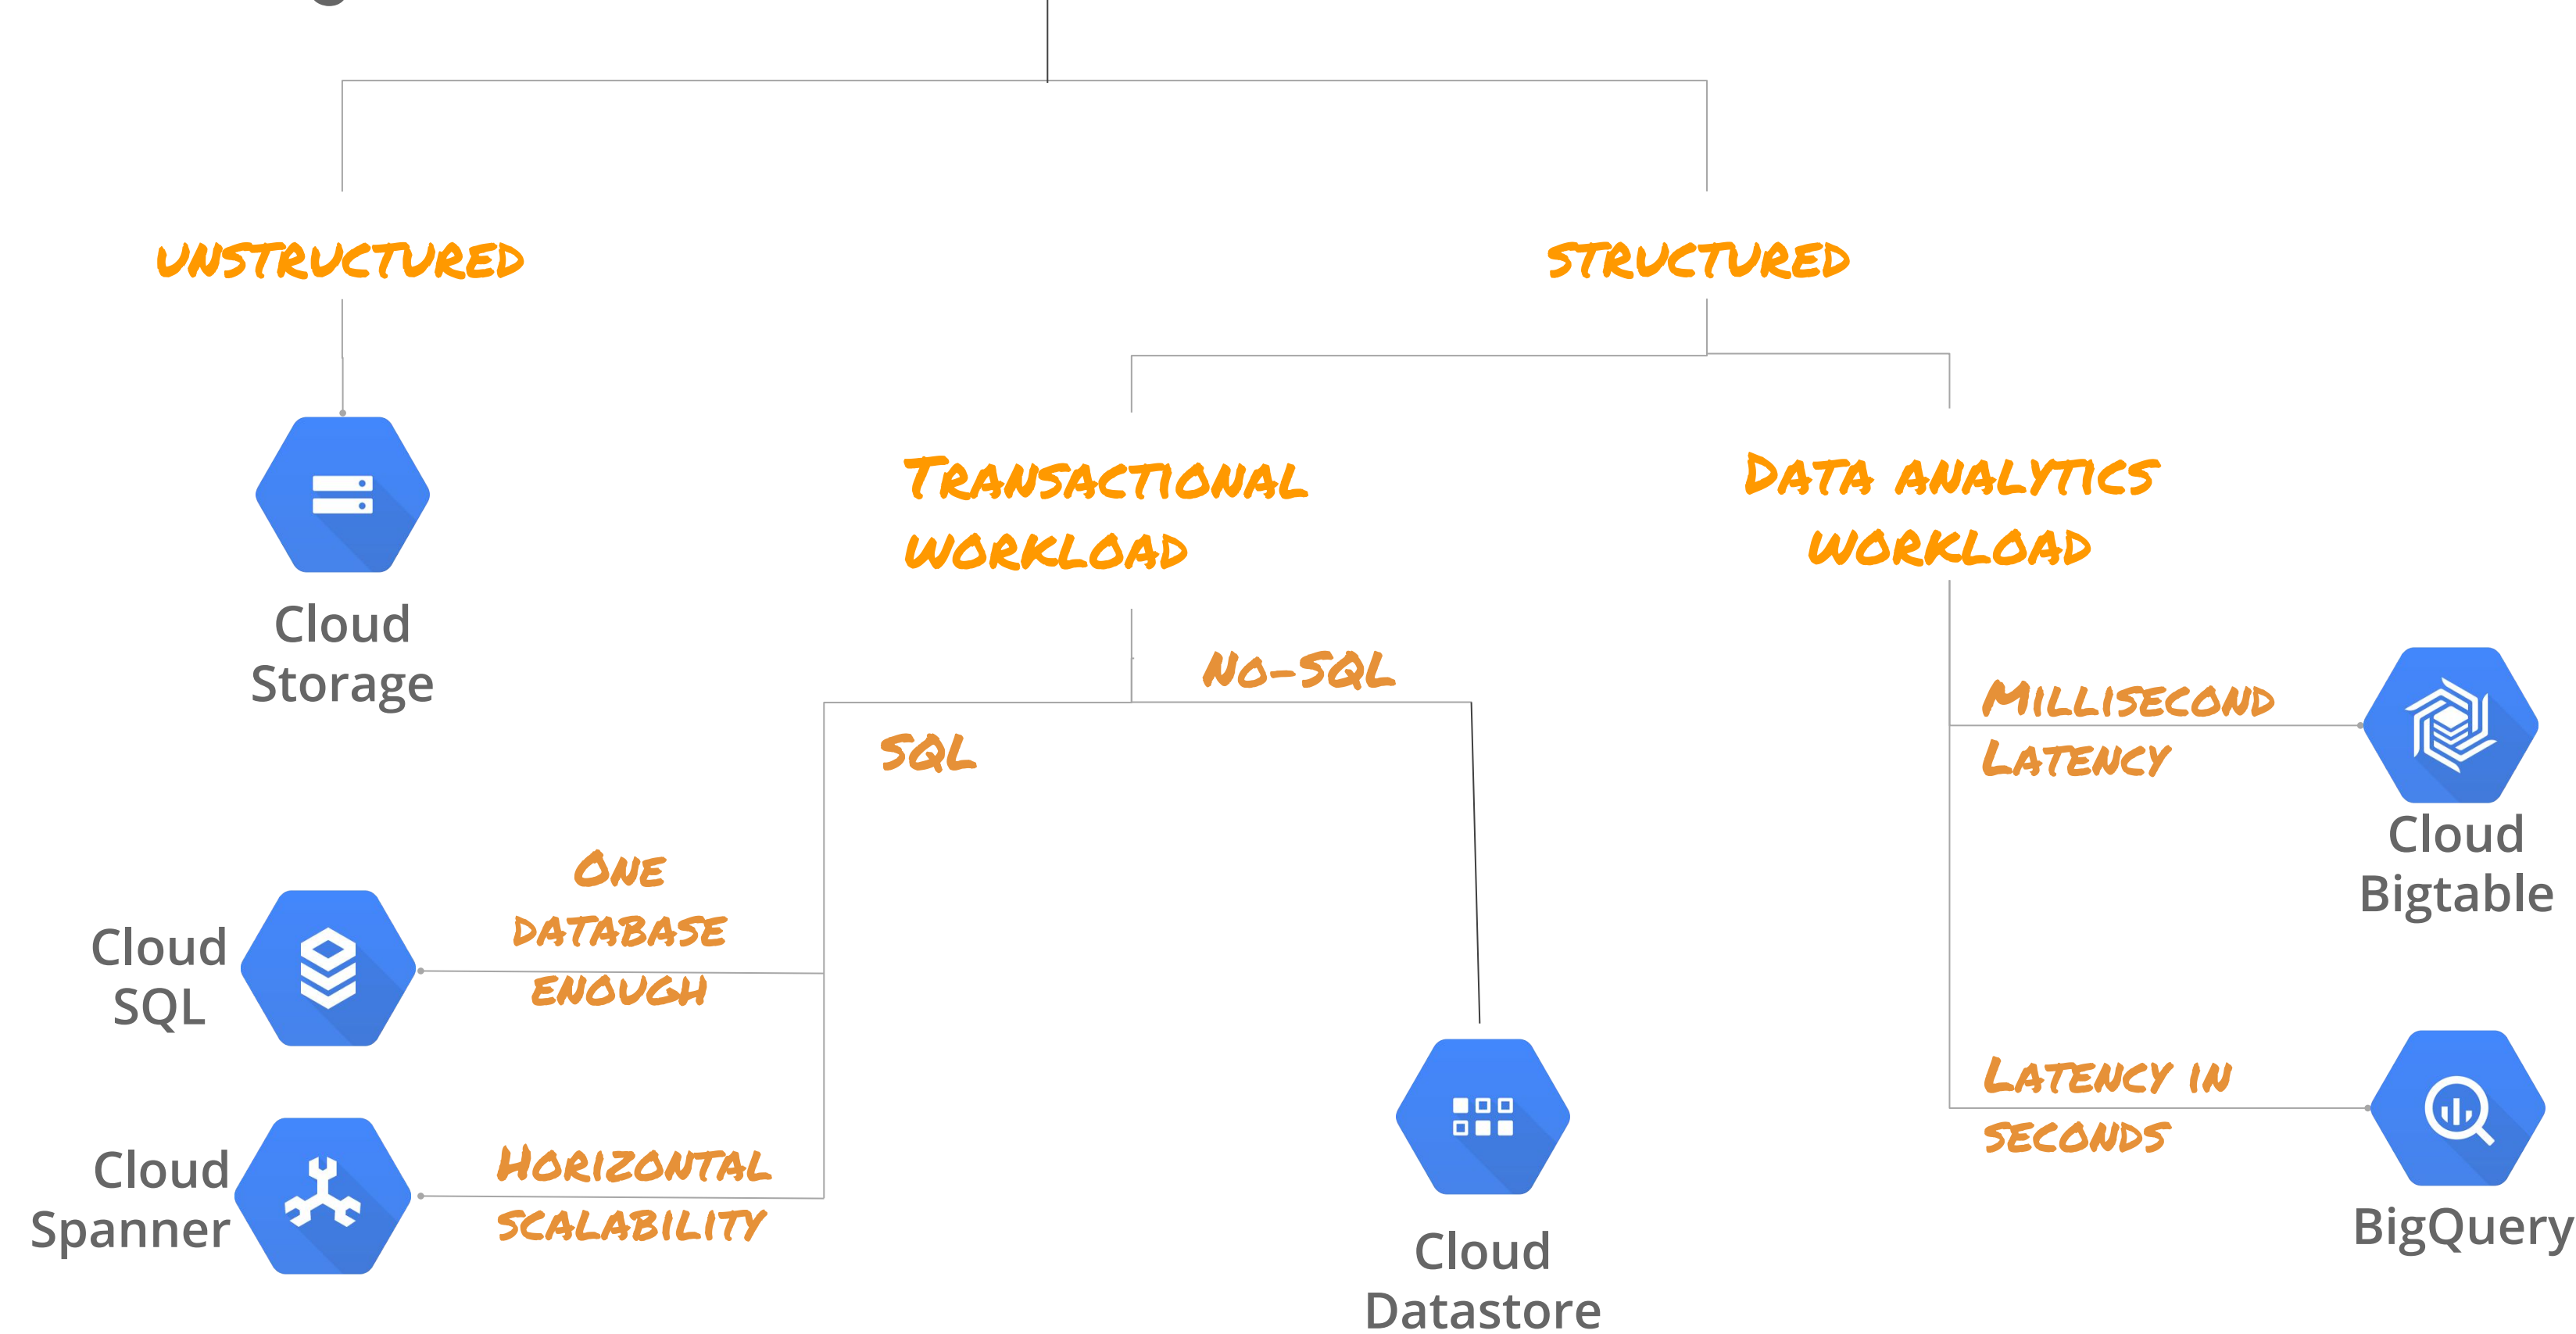 UNSTRUCTURED
STRUCTURED
Cloud
Storage
TRANSACTIONAL
WORKLOAD
DATA ANALYTICS
WORKLOAD
NO-SQL
SQL
MILLISECOND
LATENCY
Cloud
Bigtable
ONE
DATABASE
ENOUGH
Cloud
SQL
HORIZONTAL
SCALABILITY
Cloud
Spanner
Cloud
Datastore
LATENCY IN
SECONDS
BigQuery